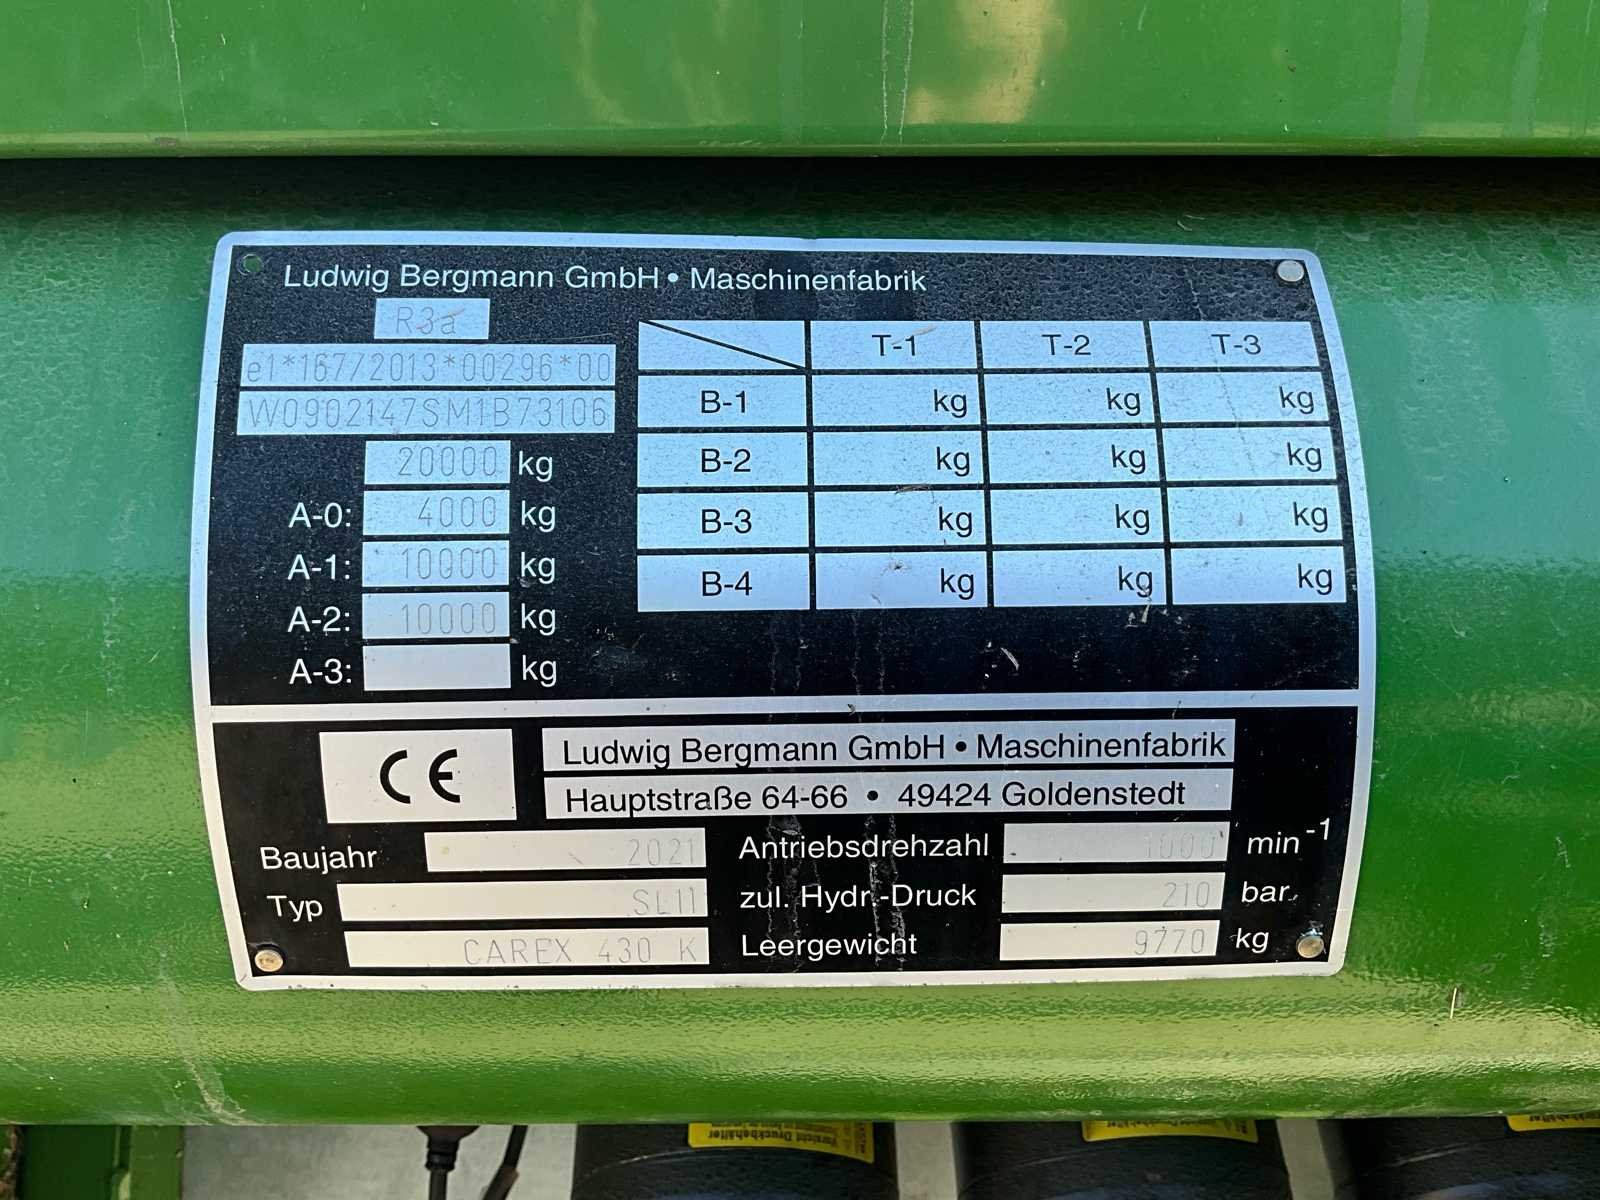 Ludwig Bergmann GmbH • Maschinenfabrik
R3a
e1*167/2013*00296*00
W0902147SM1B73106
20000 kg
A-0: 4000 kg
A-1: 10000 kg
A-2: 10000 kg
A-3: kg
T-1 T-2 T-3
B-1 kg kg kg
B-2 kg kg kg
B-3 kg kg kg
B-4 kg kg kg
CE
Ludwig Bergmann GmbH • Maschinenfabrik
Hauptstraße 64-66 • 49424 Goldenstedt
Baujahr 2021
Typ SL11
CAREX 430 K
Antriebsdrehzahl 1000 min-1
zul. Hydr.-Druck 210 bar
Leergewicht 9770 kg
Vorsicht Druckbehälter